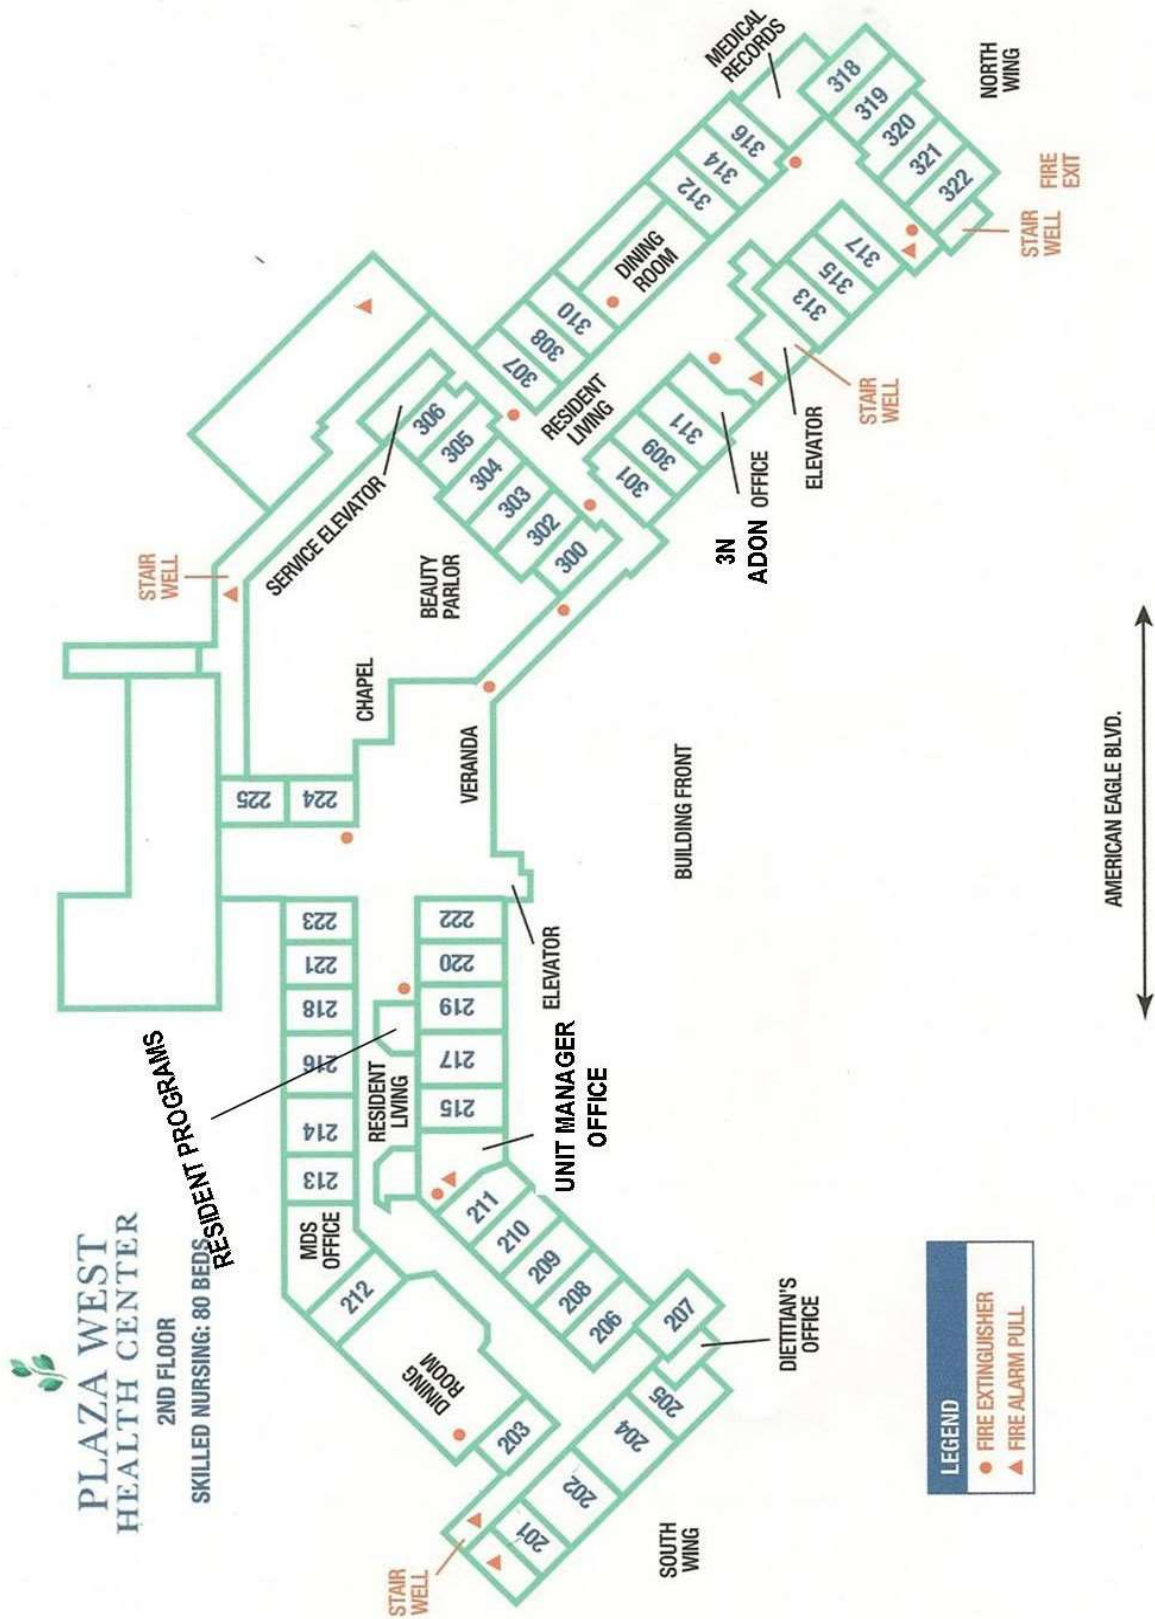 PLAZA WEST
HEALTH CENTER
2ND FLOOR
SKILLED NURSING: 80 BEDS
RESIDENT PROGRAMS
STAIR
WELL
SERVICE ELEVATOR
CHAPEL
BEAUTY
PARLOR
VERANDA
225
224
223
221
218
216
214
213
MDS
OFFICE
212
DINING
ROOM
203
RESIDENT
LIVING
222
220
219
217
215
ELEVATOR
UNIT MANAGER
OFFICE
211
210
209
208
206
207
DIETITIAN'S
OFFICE
205
204
202
201
STAIR
WELL
SOUTH
WING
306
305
304
303
302
300
RESIDENT
LIVING
307
308
310
DINING
ROOM
312
314
316
MEDICAL
RECORDS
318
319
320
321
322
NORTH
WING
FIRE
EXIT
STAIR
WELL
317
315
313
STAIR
WELL
ELEVATOR
301
309
311
3N
ADON OFFICE
BUILDING FRONT
AMERICAN EAGLE BLVD.
LEGEND
FIRE EXTINGUISHER
FIRE ALARM PULL